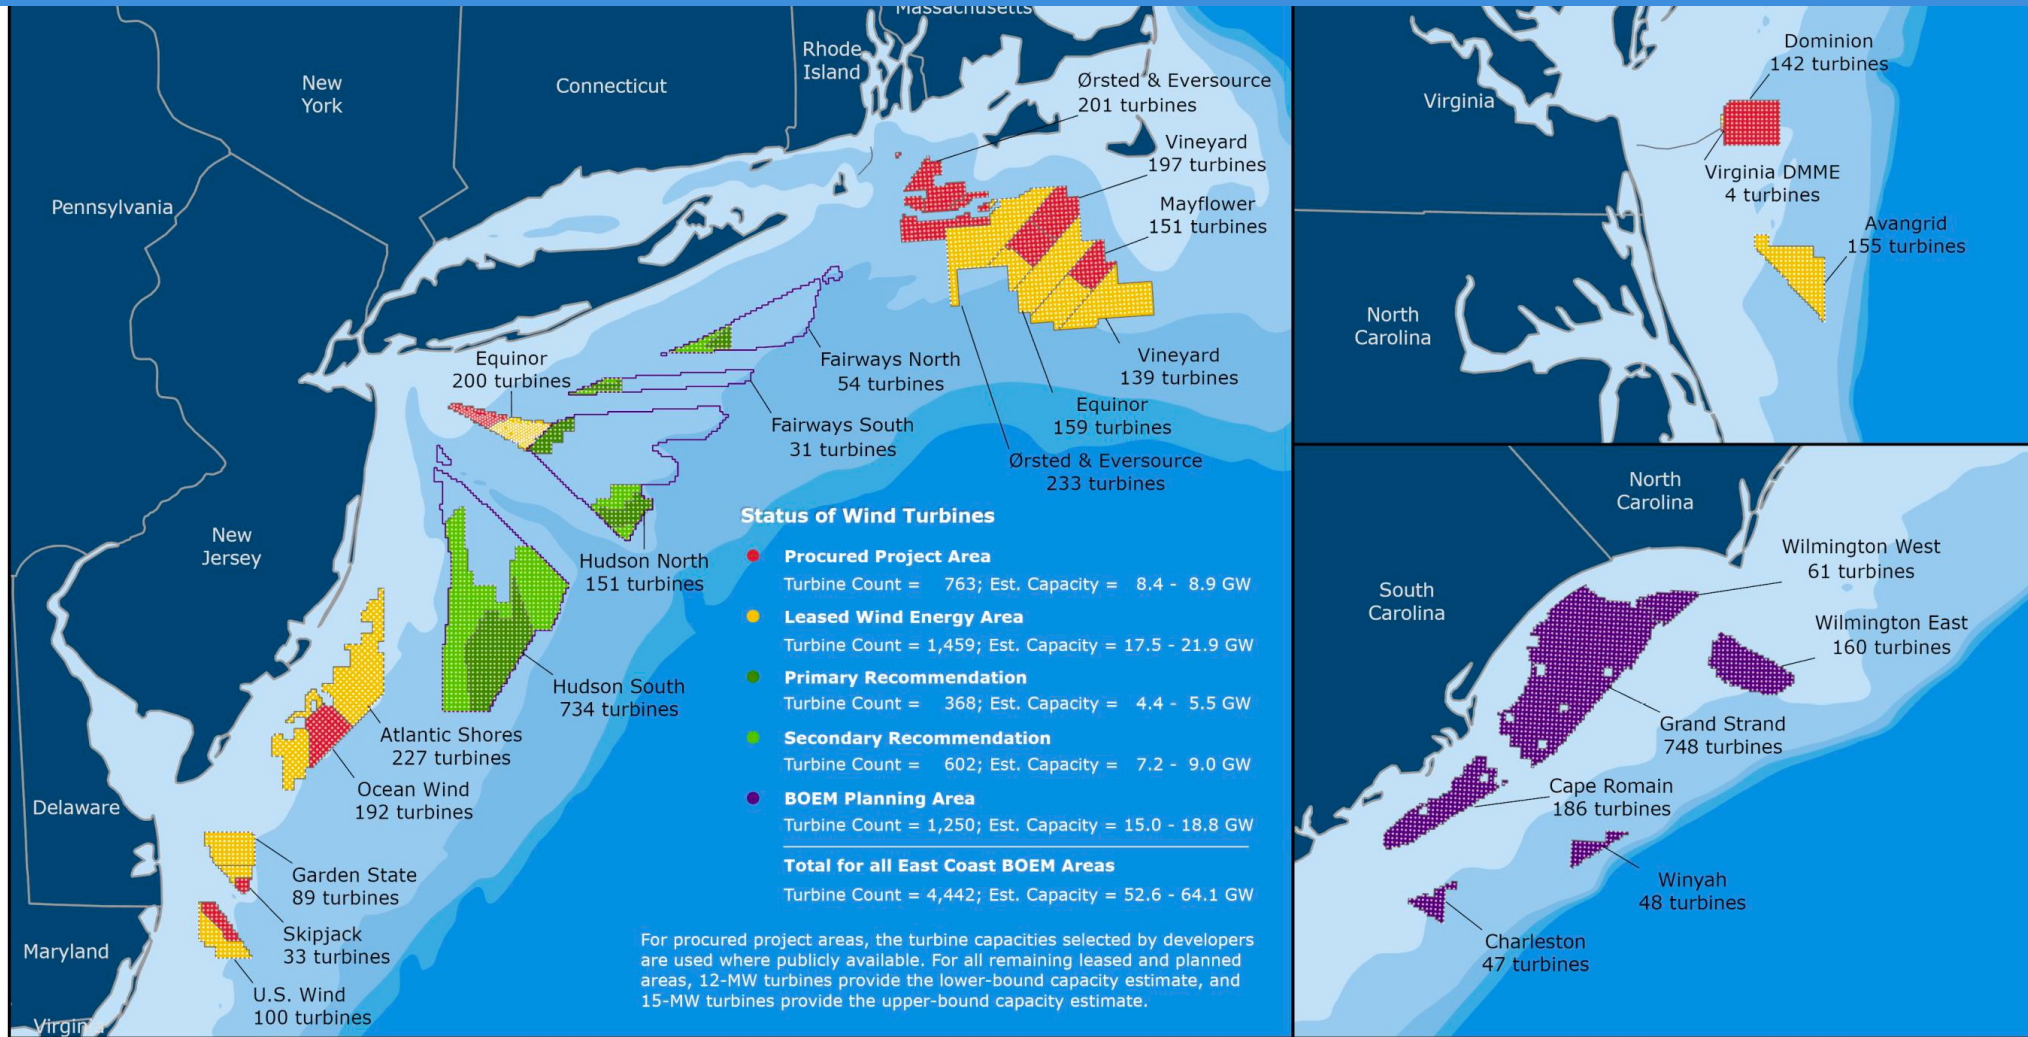 Massachusetts
Rhode
Island
Connecticut
New
York
Pennsylvania
Ørsted & Eversource
201 turbines
Vineyard
197 turbines
Mayflower
151 turbines
Equinor
200 turbines
Fairways North
54 turbines
Fairways South
31 turbines
Vineyard
139 turbines
Equinor
159 turbines
Ørsted & Eversource
233 turbines
New
Jersey
Hudson North
151 turbines
Hudson South
734 turbines
Atlantic Shores
227 turbines
Ocean Wind
192 turbines
Delaware
Garden State
89 turbines
Skipjack
33 turbines
Maryland
U.S. Wind
100 turbines
Virginia
Status of Wind Turbines
Procured Project Area
Turbine Count = 763; Est. Capacity = 8.4 - 8.9 GW
Leased Wind Energy Area
Turbine Count = 1,459; Est. Capacity = 17.5 - 21.9 GW
Primary Recommendation
Turbine Count = 368; Est. Capacity = 4.4 - 5.5 GW
Secondary Recommendation
Turbine Count = 602; Est. Capacity = 7.2 - 9.0 GW
BOEM Planning Area
Turbine Count = 1,250; Est. Capacity = 15.0 - 18.8 GW
Total for all East Coast BOEM Areas
Turbine Count = 4,442; Est. Capacity = 52.6 - 64.1 GW
For procured project areas, the turbine capacities selected by developers
are used where publicly available. For all remaining leased and planned
areas, 12-MW turbines provide the lower-bound capacity estimate, and
15-MW turbines provide the upper-bound capacity estimate.
Dominion
142 turbines
Virginia
Virginia DMME
4 turbines
Avangrid
155 turbines
North
Carolina
North
Carolina
South
Carolina
Wilmington West
61 turbines
Wilmington East
160 turbines
Grand Strand
748 turbines
Cape Romain
186 turbines
Winyah
48 turbines
Charleston
47 turbines